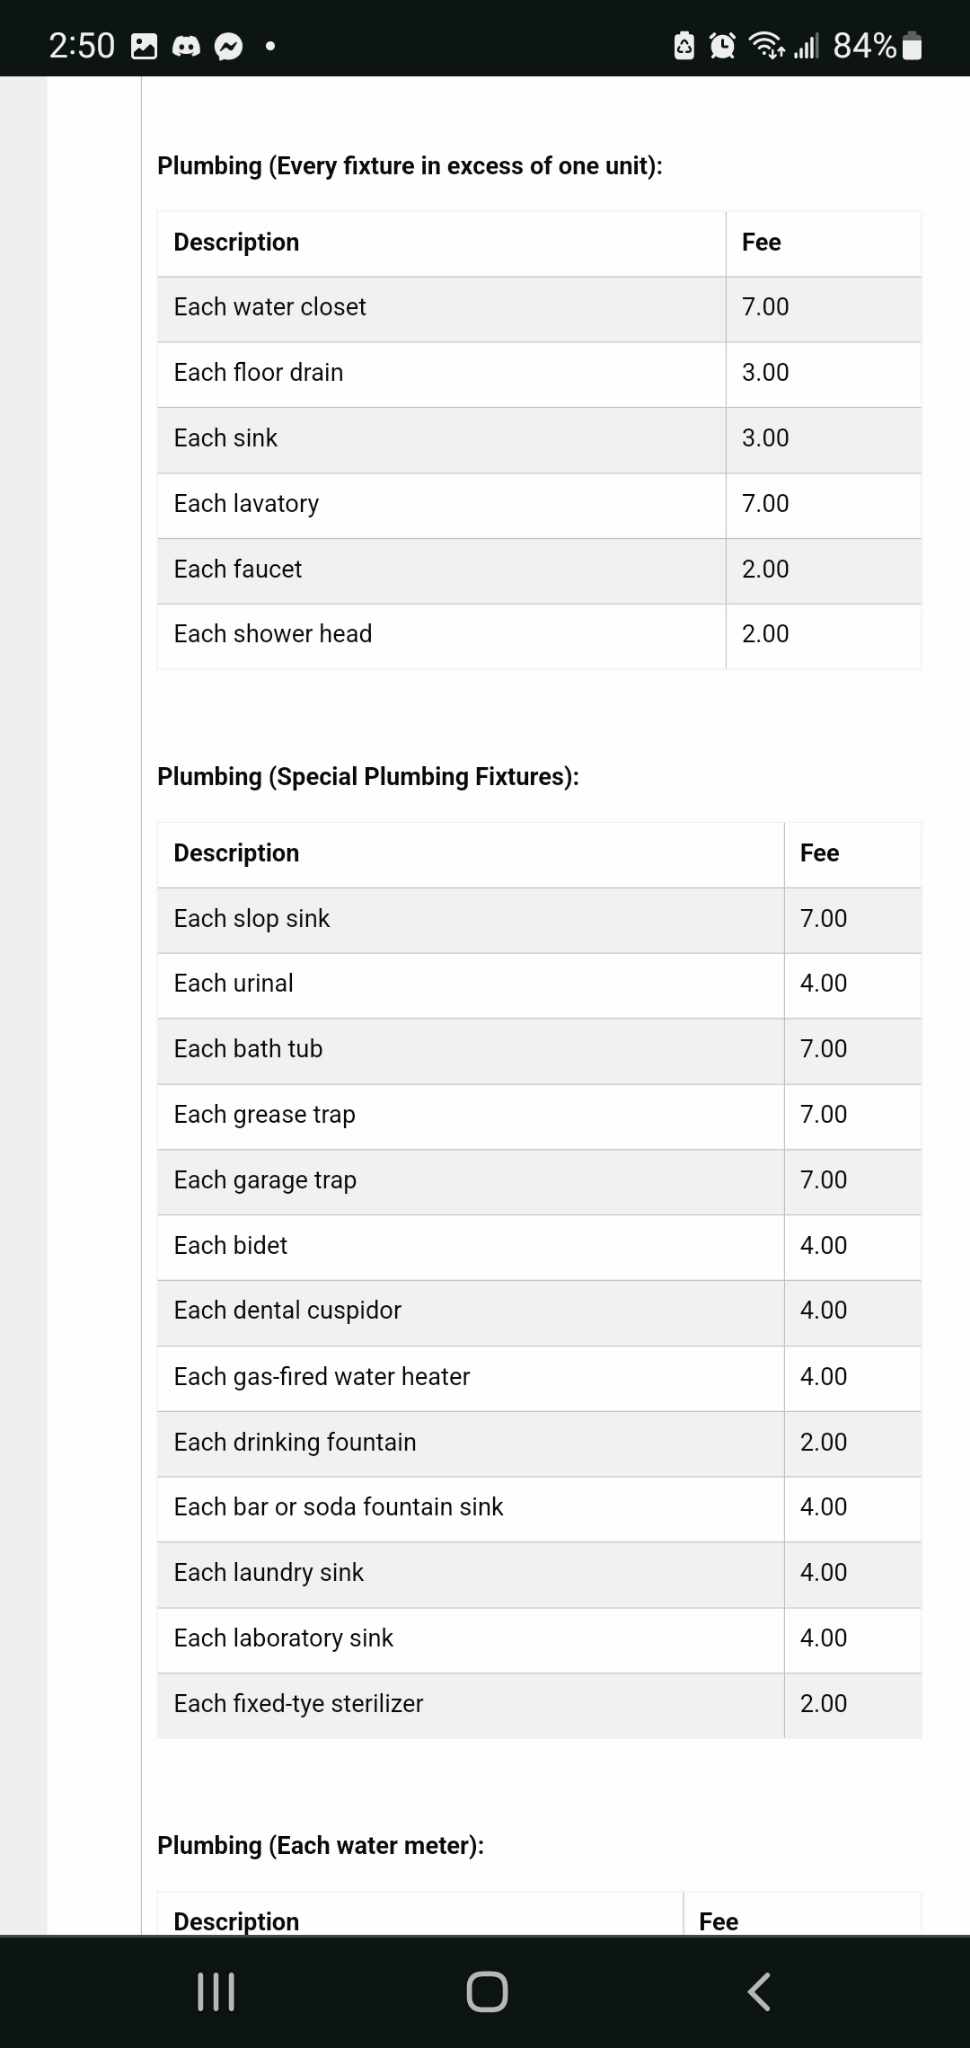 2:50 84%
Plumbing (Every fixture in excess of one unit):
Description Fee
Each water closet 7.00
Each floor drain 3.00
Each sink 3.00
Each lavatory 7.00
Each faucet 2.00
Each shower head 2.00
Plumbing (Special Plumbing Fixtures):
Description Fee
Each slop sink 7.00
Each urinal 4.00
Each bath tub 7.00
Each grease trap 7.00
Each garage trap 7.00
Each bidet 4.00
Each dental cuspidor 4.00
Each gas-fired water heater 4.00
Each drinking fountain 2.00
Each bar or soda fountain sink 4.00
Each laundry sink 4.00
Each laboratory sink 4.00
Each fixed-tye sterilizer 2.00
Plumbing (Each water meter):
Description Fee